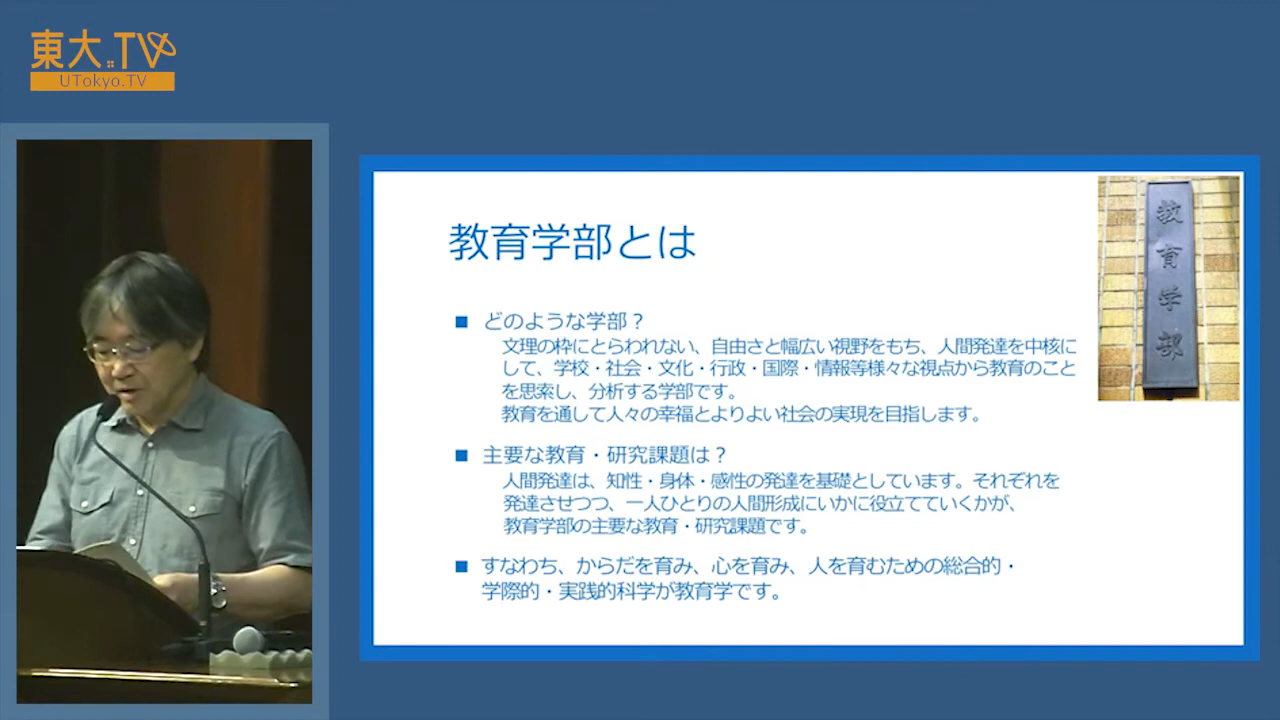 東大.TV
UTokyo.TV
教育学部とは
教育学部
■ どのような学部？
文理の枠にとらわれない、自由さと幅広い視野をもち、人間発達を中核に
して、学校・社会・文化・行政・国際・情報等様々な視点から教育のこと
を思索し、分析する学部です。
教育を通して人々の幸福とよりよい社会の実現を目指します。
■ 主要な教育・研究課題は？
人間発達は、知性・身体・感性の発達を基礎としています。それぞれを
発達させつつ、一人ひとりの人間形成にいかに役立てていくかが、
教育学部の主要な教育・研究課題です。
■ すなわち、からだを育み、心を育み、人を育むための総合的・
学際的・実践的科学が教育学です。